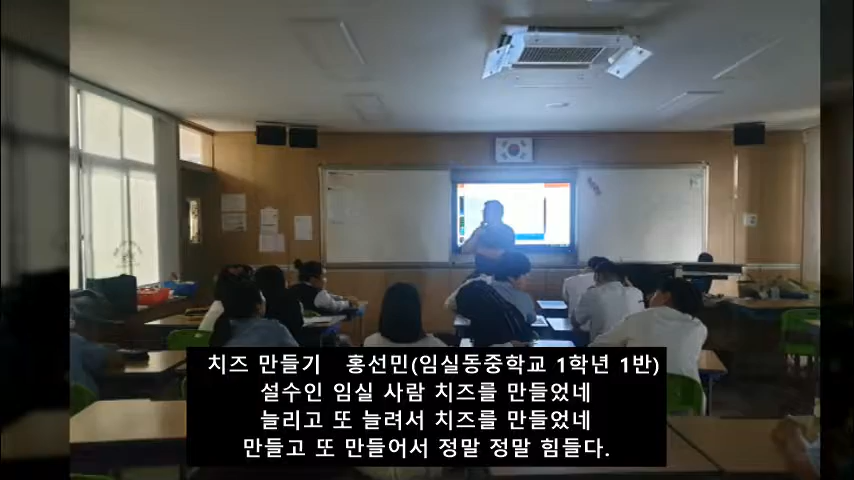 치즈 만들기 홍선민(임실동중학교 1학년 1반)
설수인 임실 사람 치즈를 만들었네
늘리고 또 늘려서 치즈를 만들었네
만들고 또 만들어서 정말 정말 힘들다.